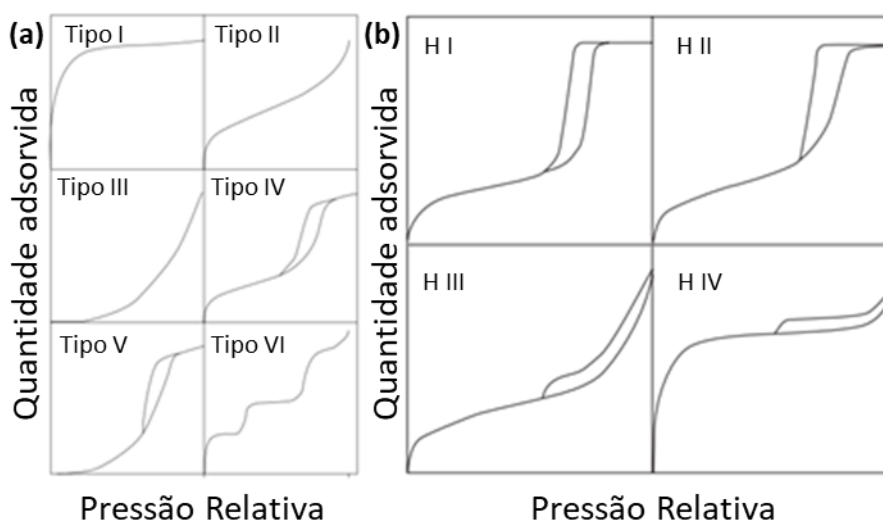 (a)
Tipo I
Tipo II
Tipo III
Tipo IV
Tipo V
Tipo VI
Quantidade adsorvida
Pressão Relativa
(b)
H I
H II
H III
H IV
Quantidade adsorvida
Pressão Relativa